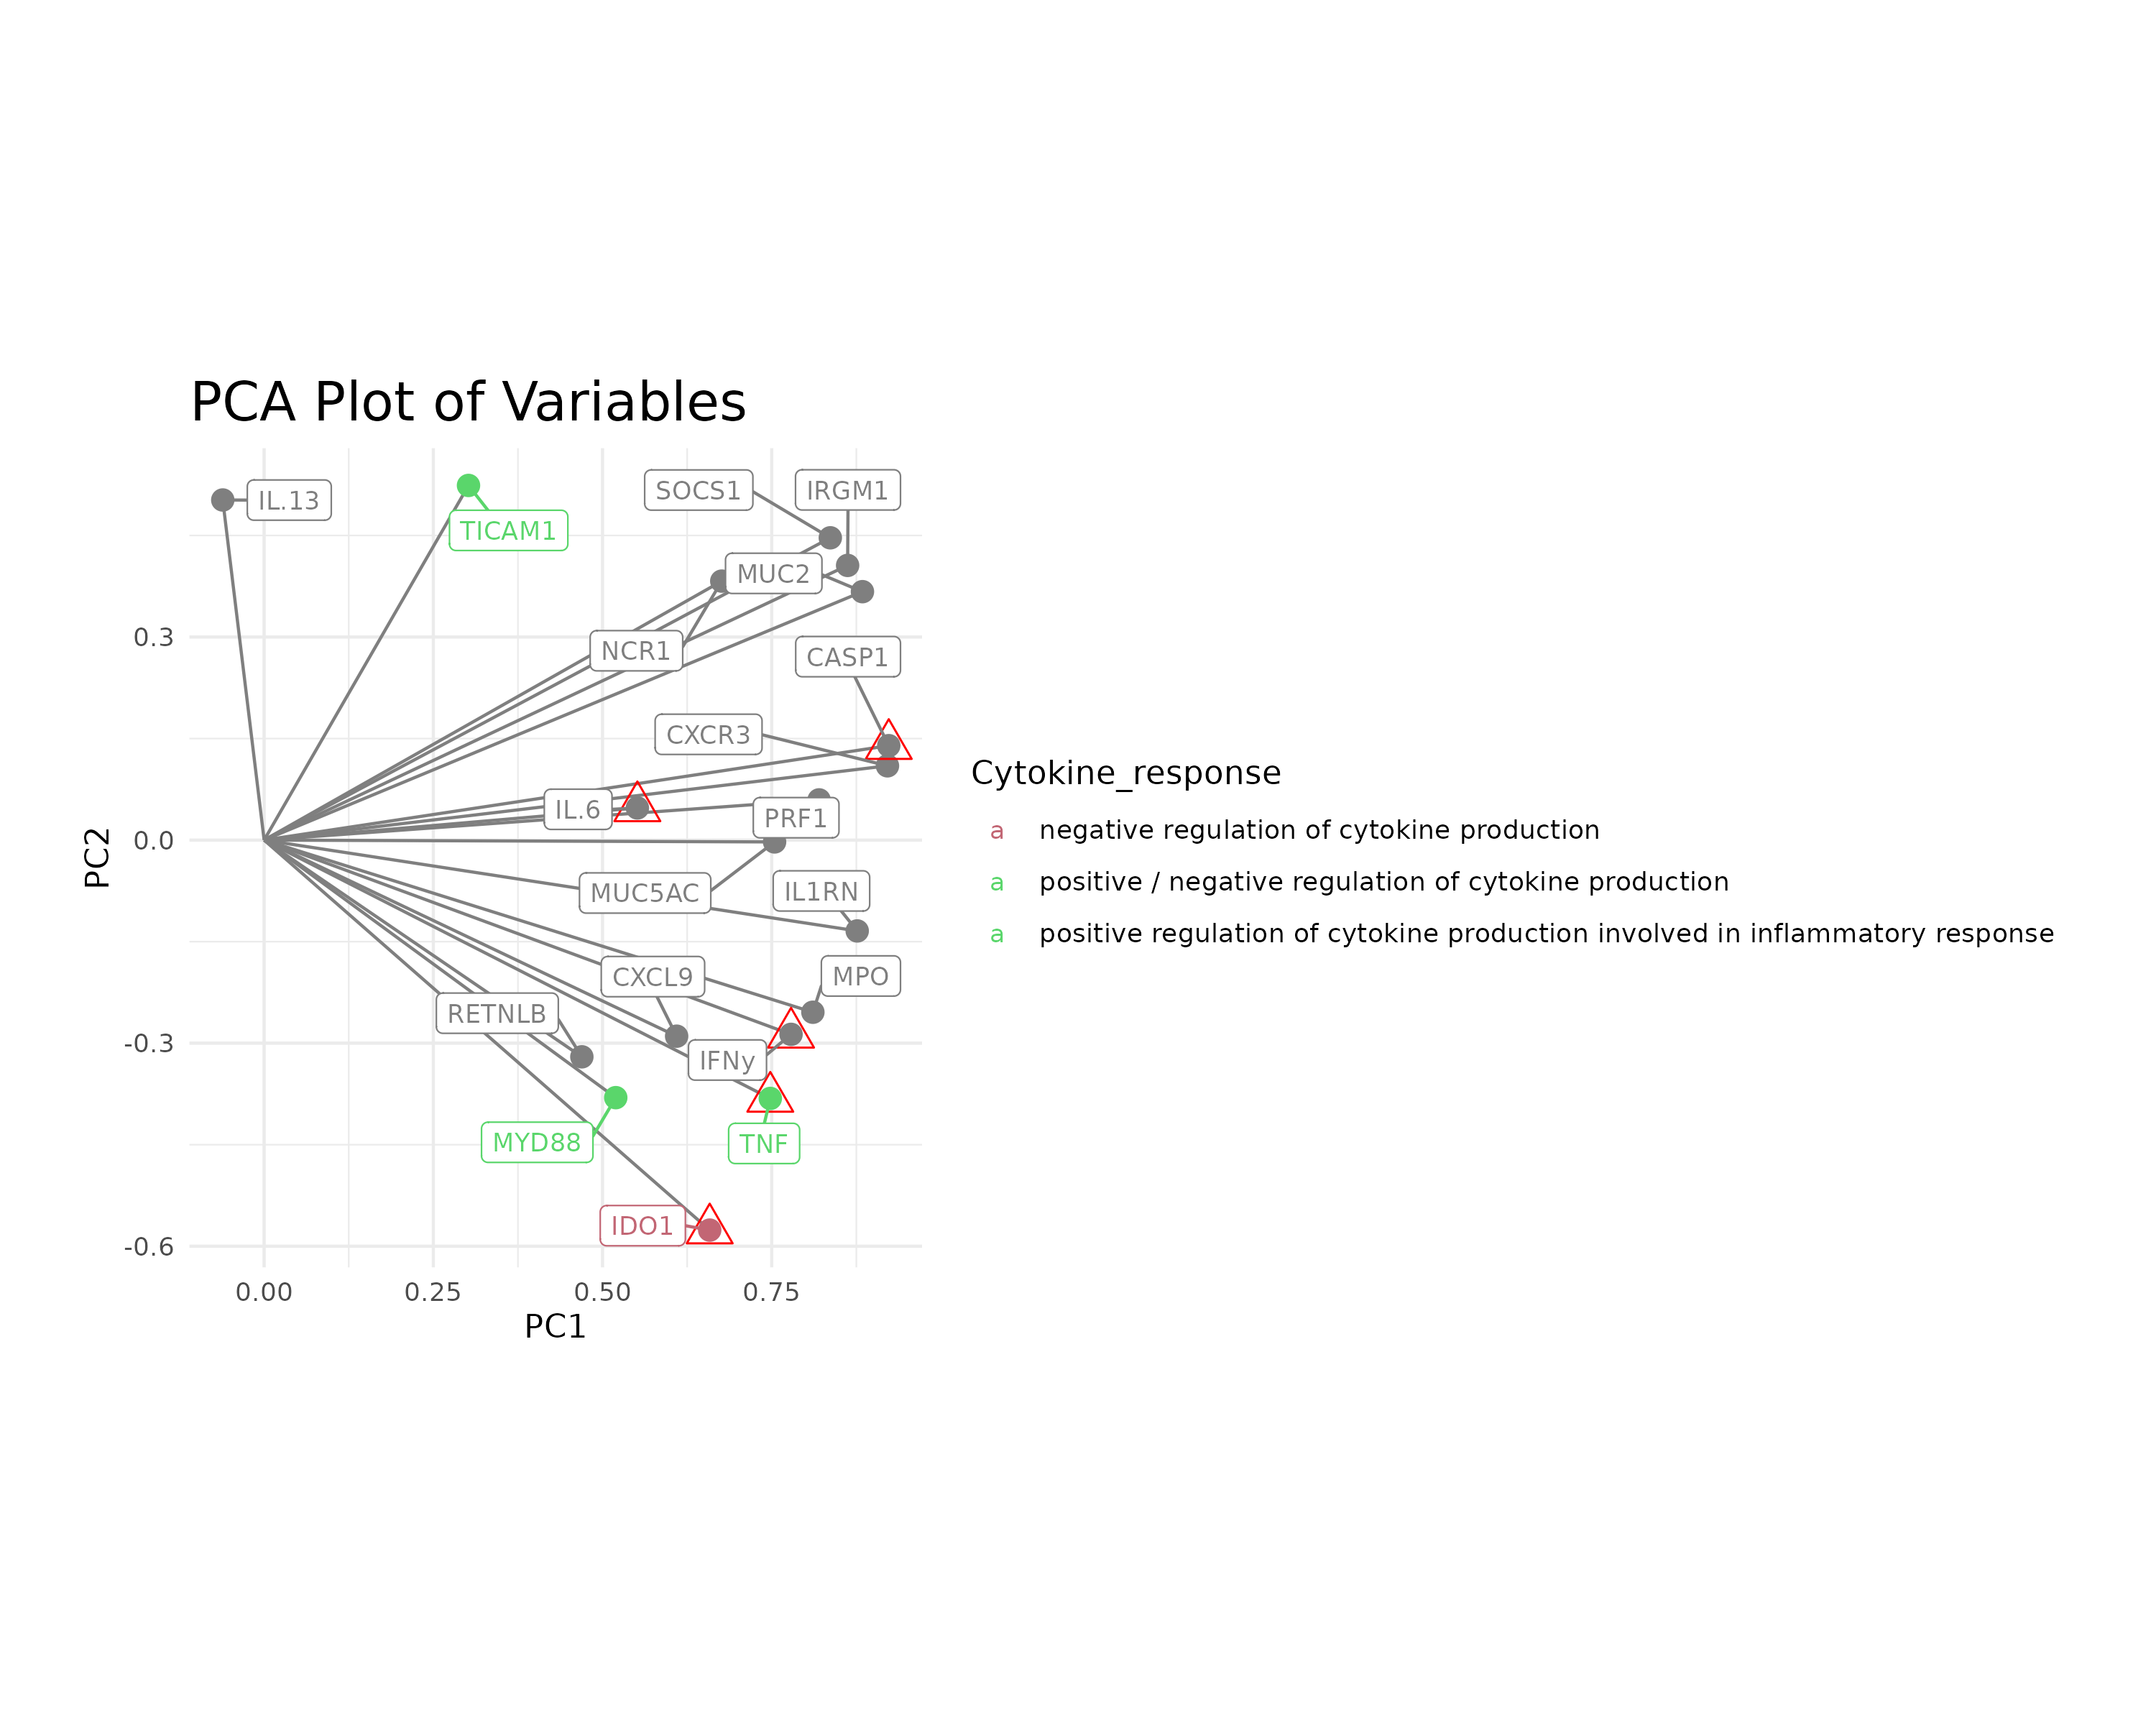 PCA Plot of Variables
SOCS1
IRGM1
IL.13
TICAM1
MUC2
0.3
NCR1
CASP1
CXCR3
Cytokine_response
IL.6
PRF1
a negative regulation of cytokine production
0.0
PC2
a positive / negative regulation of cytokine production
MUC5AC
IL1RN
a positive regulation of cytokine production involved in inflammatory response
CXCL9
MPO
RETNLB
-0.3
IFNy
MYD88
TNF
IDO1
-0.6
0.00 0.25 0.50 0.75
PC1